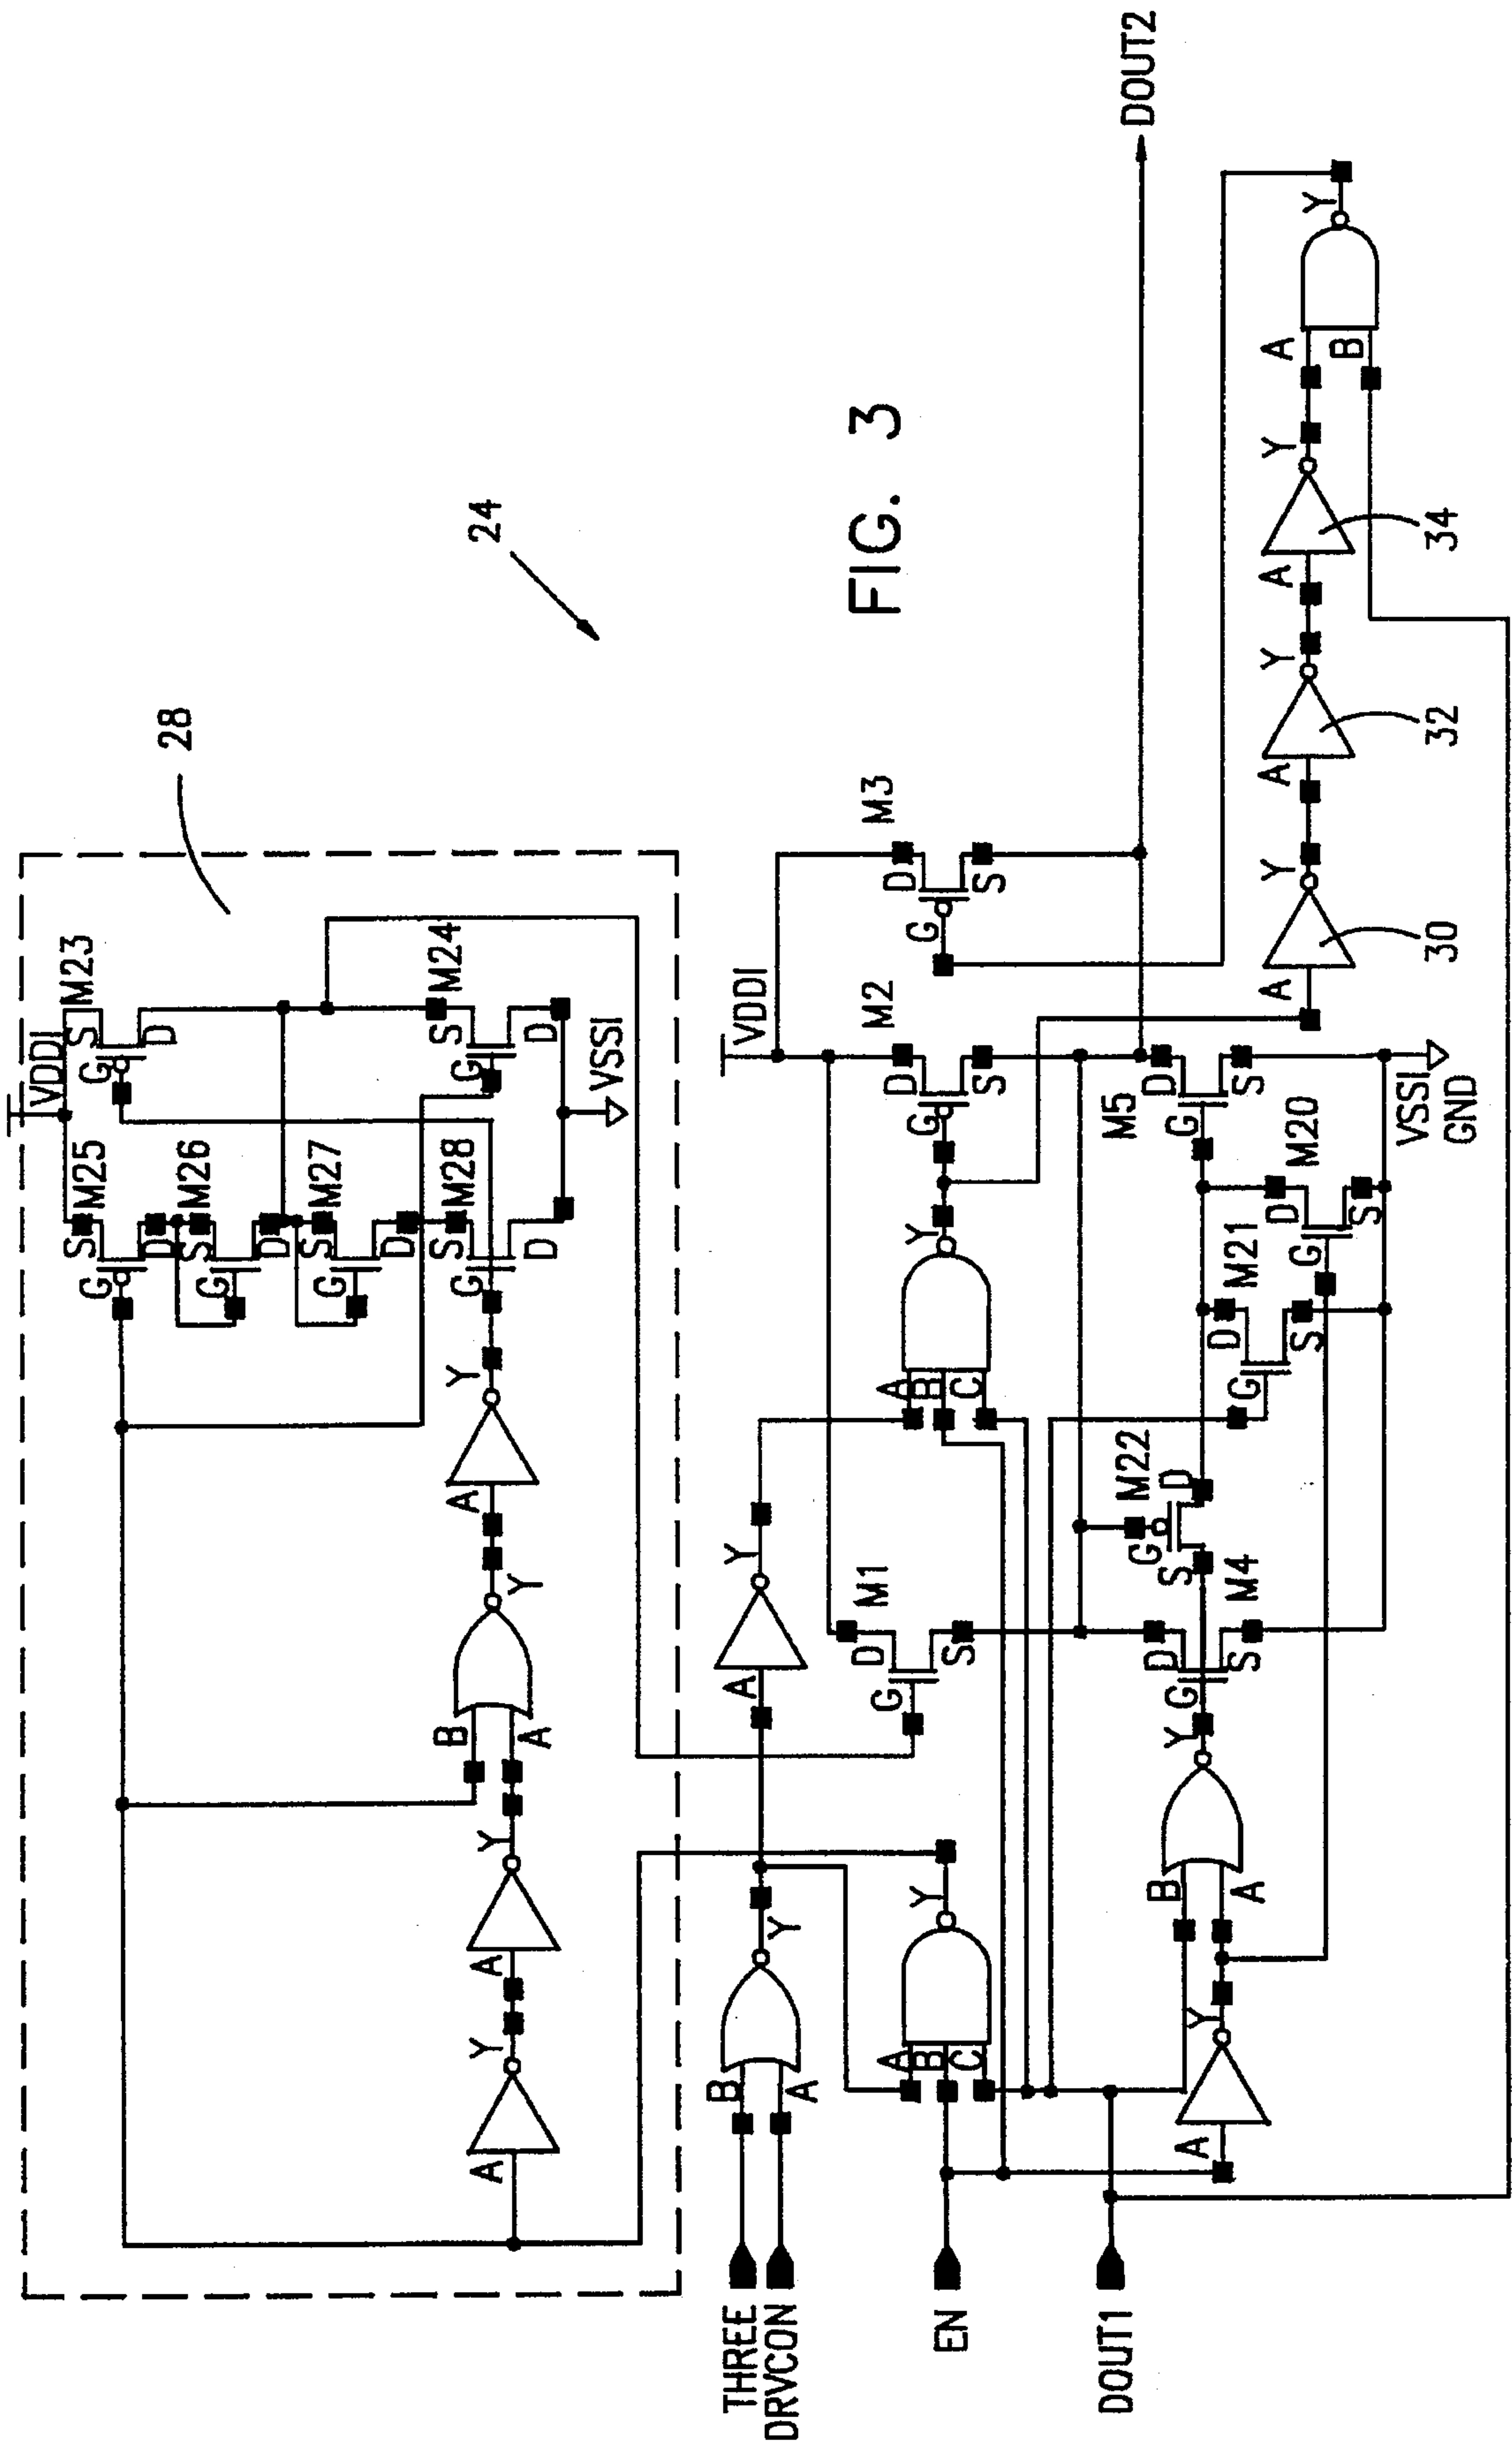 FIG. 3
24
28
VDDI
M23
S
G
D
M25
S
G
D
M26
S
G
D
M27
S
G
D
M28
S
G
D
M24
S
G
D
VSSI
A
Y
A
Y
B
A
Y
A
Y
THREE
DRVCON
B
A
Y
A
Y
EN
A
B
C
Y
M1
D
G
S
A
B
C
Y
VDDI
M2
D
G
S
M3
D
G
S
DOUT2
DOUT1
A
Y
B
A
Y
M4
D
G
S
M22
G
S
D
M21
D
G
S
M20
D
G
S
M5
D
G
S
VSSI
GND
A
Y
30
A
Y
32
A
Y
34
A
B
Y